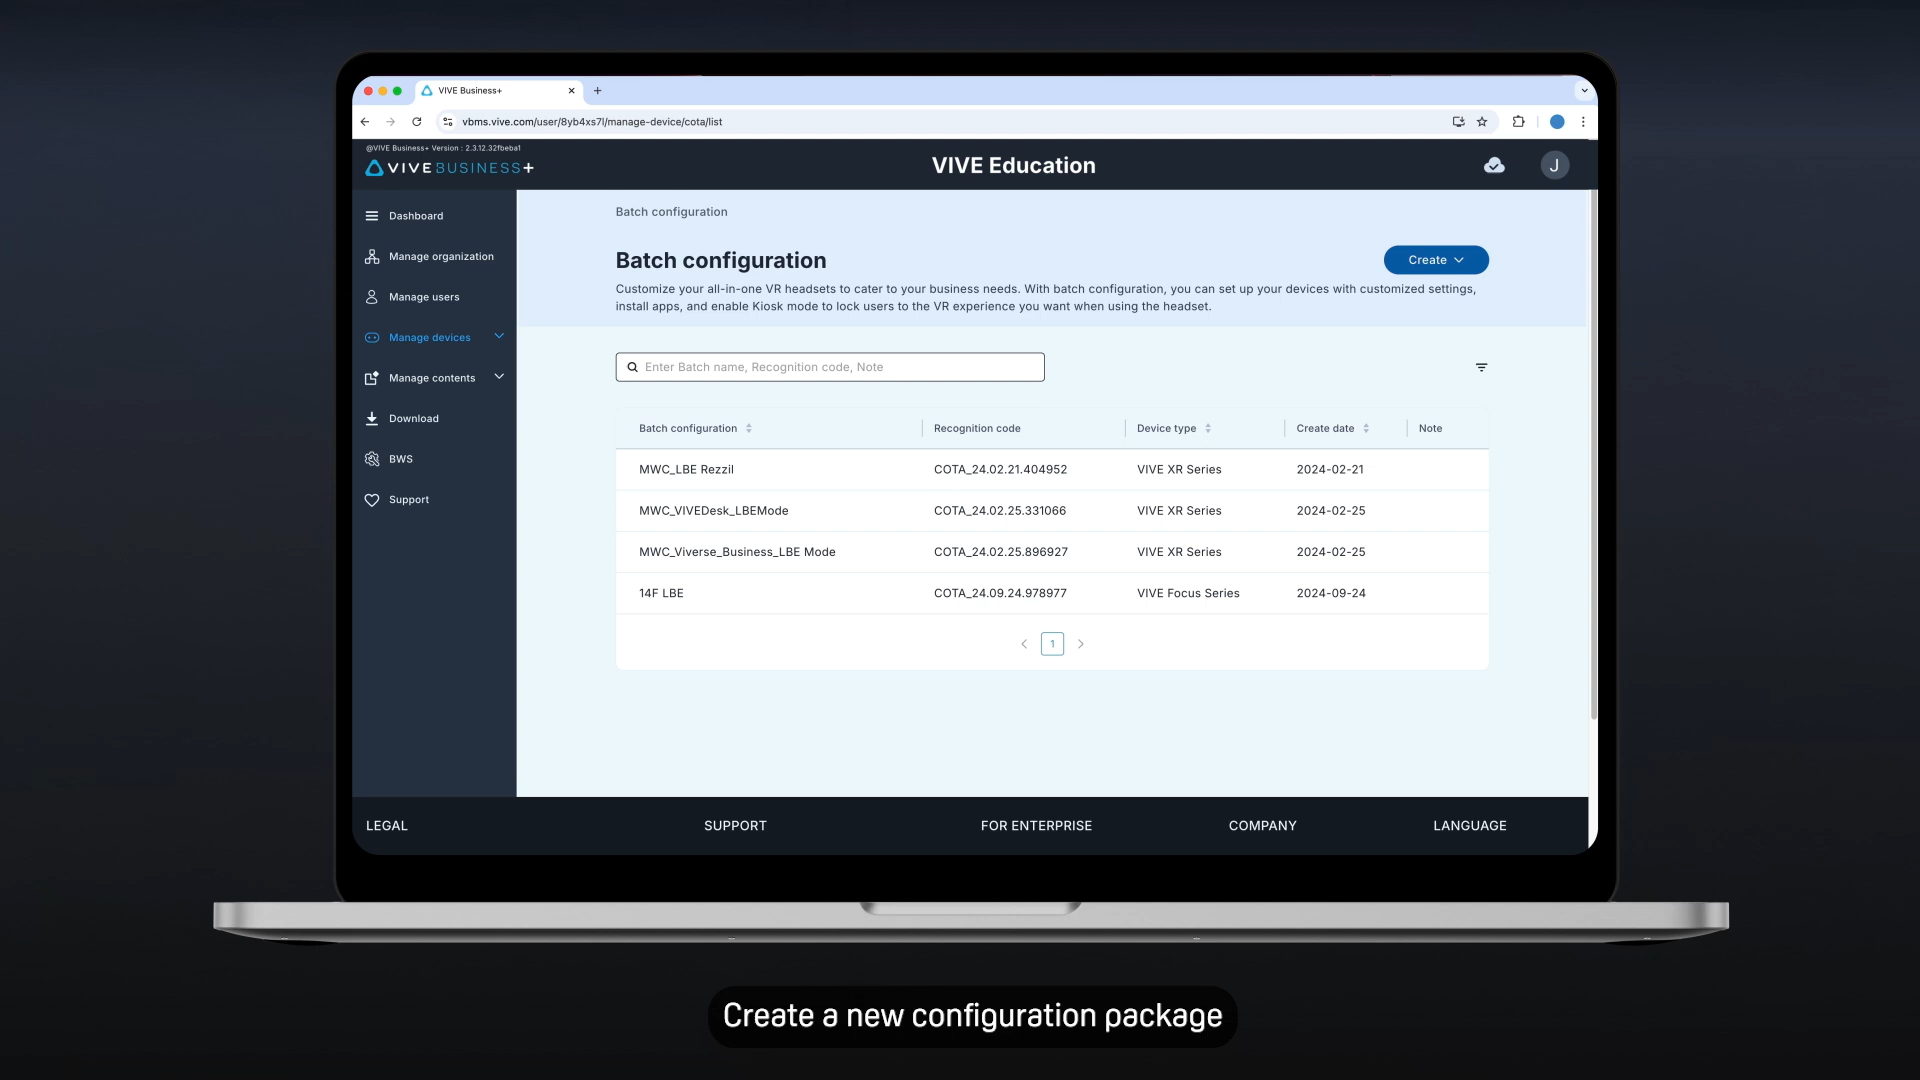 VIVE Business+
vbms.vive.com/user/8yb4xs7l/manage-device/cota/list
@VIVE Business+ Version : 2.3.12.32fbeba1
VIVE BUSINESS+
VIVE Education
J
Dashboard
Manage organization
Manage users
Manage devices
Manage contents
Download
BWS
Support
Batch configuration
Batch configuration
Create
Customize your all-in-one VR headsets to cater to your business needs. With batch configuration, you can set up your devices with customized settings,
install apps, and enable Kiosk mode to lock users to the VR experience you want when using the headset.
Enter Batch name, Recognition code, Note
Batch configuration Recognition code Device type Create date Note
MWC_LBE Rezzil COTA_24.02.21.404952 VIVE XR Series 2024-02-21
MWC_VIVEDesk_LBEMode COTA_24.02.25.331066 VIVE XR Series 2024-02-25
MWC_Viverse_Business_LBE Mode COTA_24.02.25.896927 VIVE XR Series 2024-02-25
14F LBE COTA_24.09.24.978977 VIVE Focus Series 2024-09-24
1
LEGAL SUPPORT FOR ENTERPRISE COMPANY LANGUAGE
Create a new configuration package